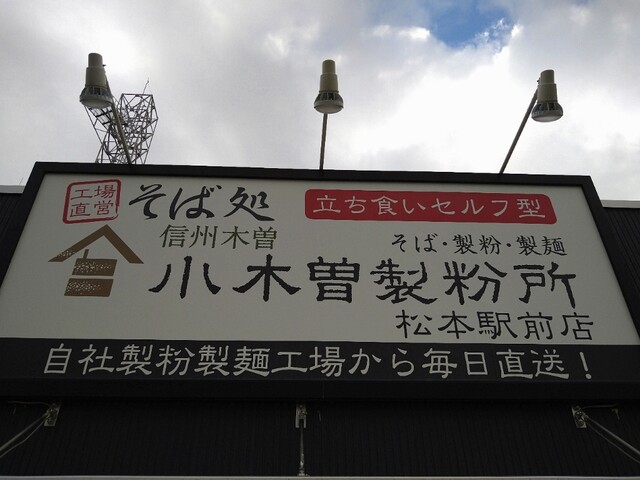 工場
直営
そば処
立ち食いセルフ型
信州木曽
そば・製粉・製麺
小木曽製粉所
松本駅前店
自社製粉製麺工場から毎日直送！